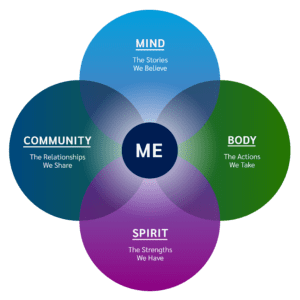 MIND
The Stories
We Believe
COMMUNITY
The Relationships
We Share
ME
BODY
The Actions
We Take
SPIRIT
The Strengths
We Have